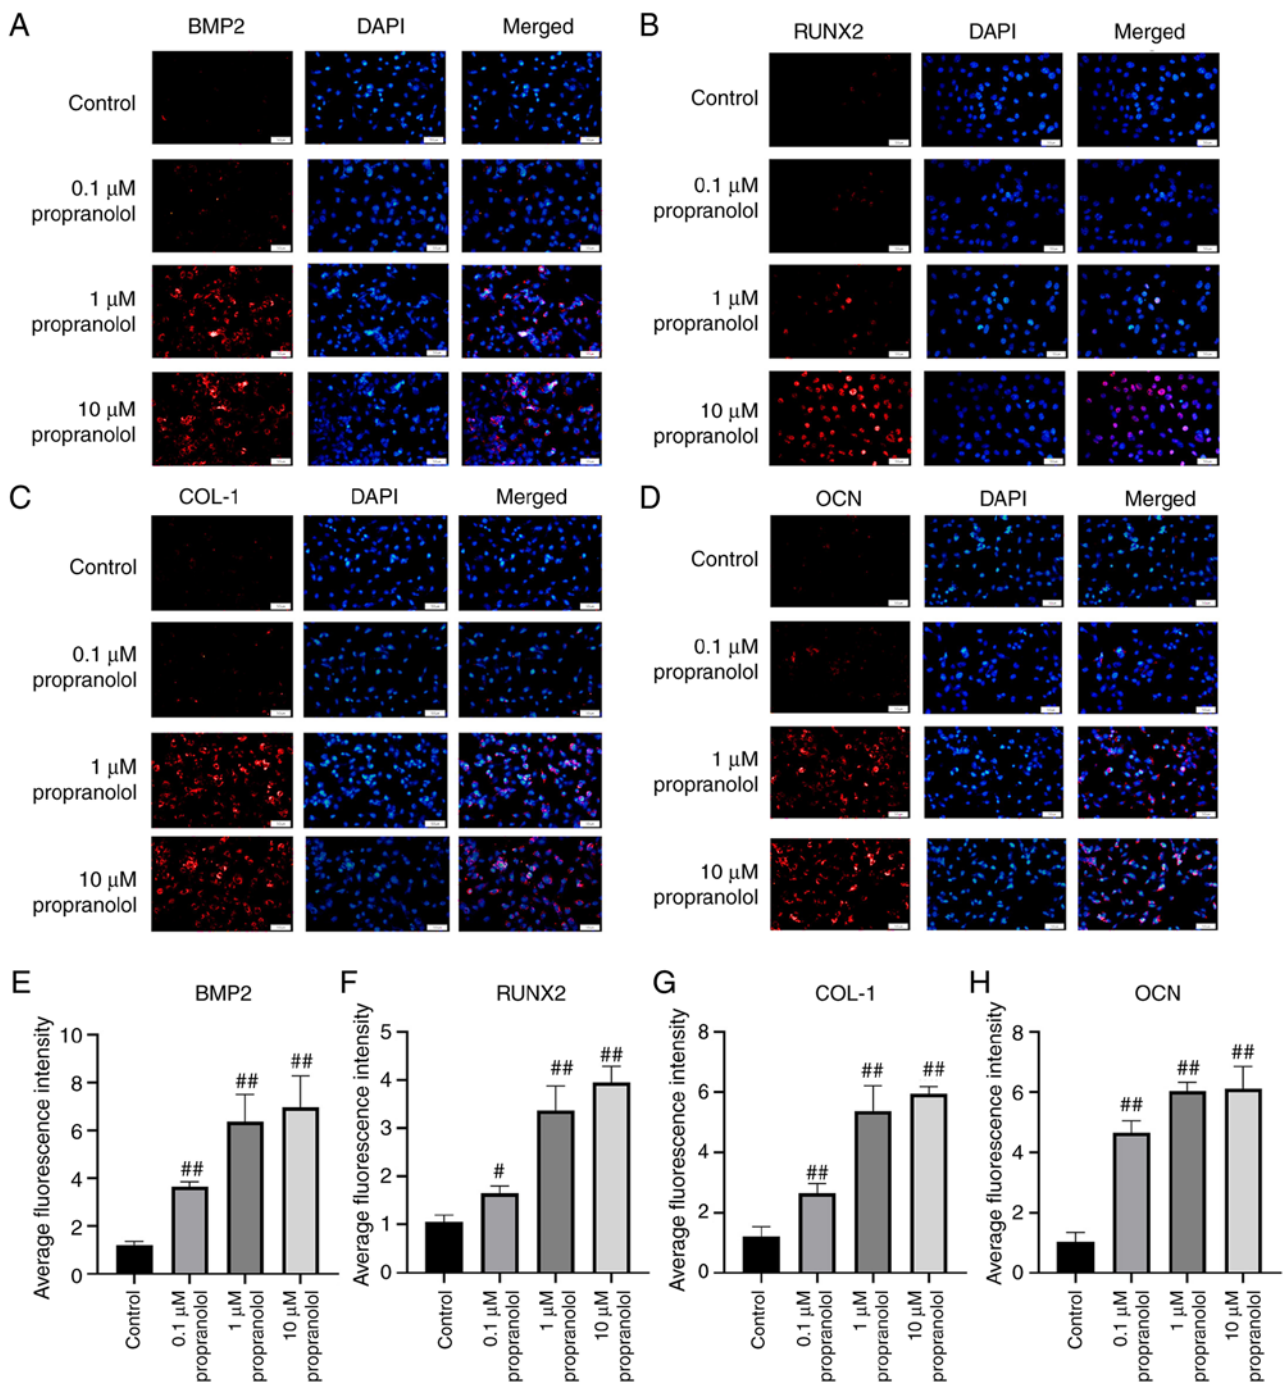 A
BMP2 DAPI Merged
Control
0.1 μM
propranolol
1 μM
propranolol
10 μM
propranolol
B
RUNX2 DAPI Merged
Control
0.1 μM
propranolol
1 μM
propranolol
10 μM
propranolol
C
COL-1 DAPI Merged
Control
0.1 μM
propranolol
1 μM
propranolol
10 μM
propranolol
D
OCN DAPI Merged
Control
0.1 μM
propranolol
1 μM
propranolol
10 μM
propranolol
E
BMP2
Average fluorescence intensity
10
8
6
4
2
0
##
##
##
Control
0.1 μM
propranolol
1 μM
propranolol
10 μM
propranolol
F
RUNX2
Average fluorescence intensity
5
4
3
2
1
0
#
##
##
Control
0.1 μM
propranolol
1 μM
propranolol
10 μM
propranolol
G
COL-1
Average fluorescence intensity
8
6
4
2
0
##
##
##
Control
0.1 μM
propranolol
1 μM
propranolol
10 μM
propranolol
H
OCN
Average fluorescence intensity
8
6
4
2
0
##
##
##
Control
0.1 μM
propranolol
1 μM
propranolol
10 μM
propranolol